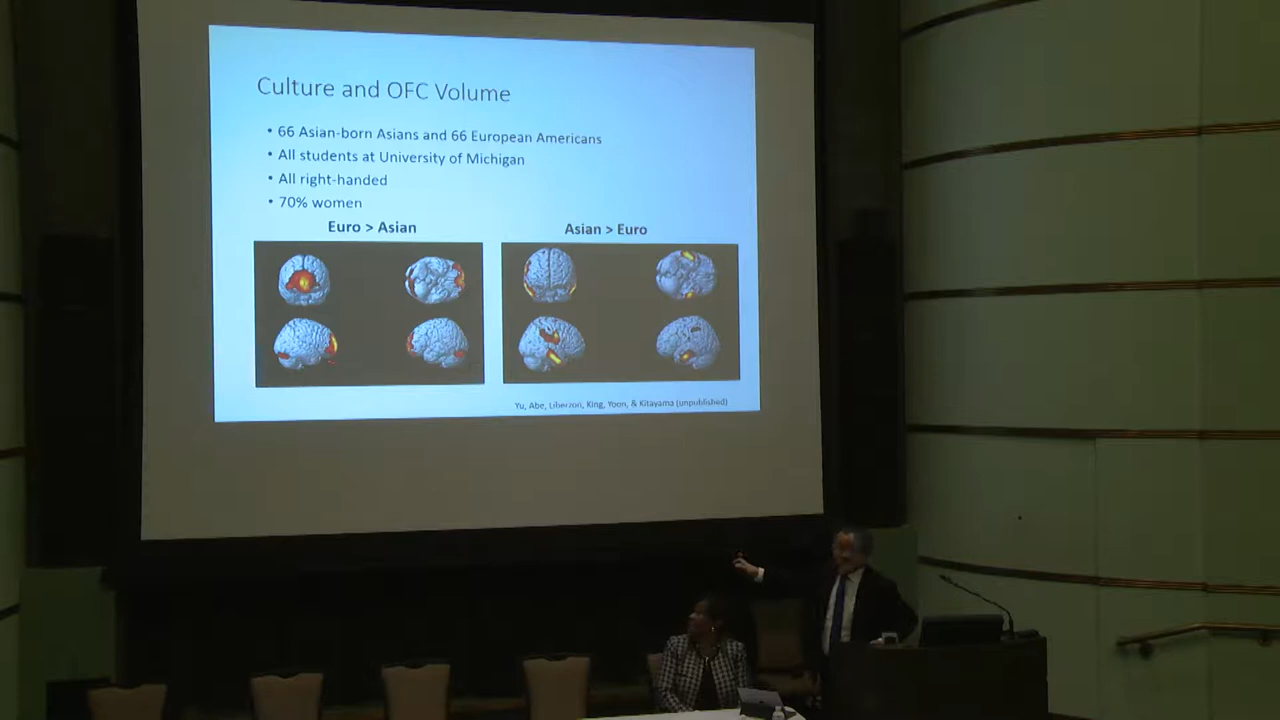 Culture and OFC Volume
• 66 Asian-born Asians and 66 European Americans
• All students at University of Michigan
• All right-handed
• 70% women
Euro > Asian
Asian > Euro
Yu, Abe, Liberzon, King, Yoon, & Kitayama (unpublished)